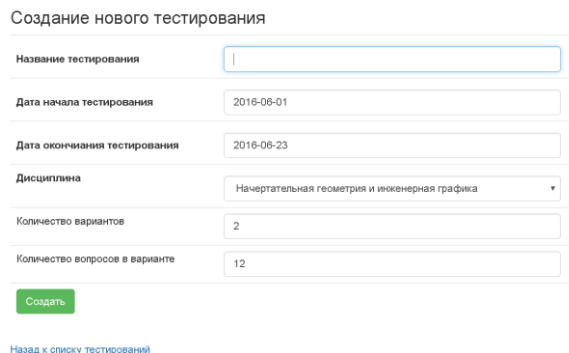 Создание нового тестирования
Название тестирования
Дата начала тестирования 2016-06-01
Дата окончиания тестирования 2016-06-23
Дисциплина Начертательная геометрия и инженерная графика
Количество вариантов 2
Количество вопросов в варианте 12
Создать
Назад к списку тестирований